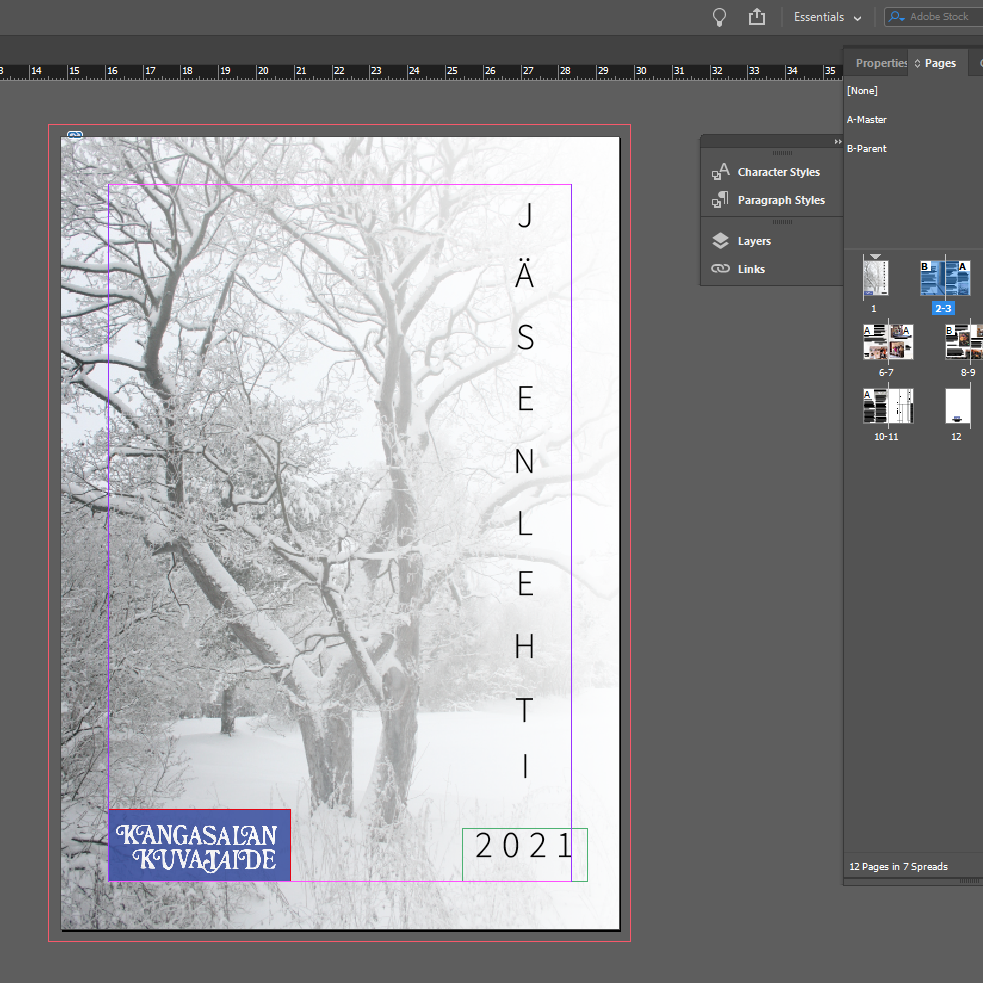 Essentials
Adobe Stock
3 14 15 16 17 18 19 20 21 22 23 24 25 26 27 28 29 30 31 32 33 34 35
Properties
Pages
[None]
A-Master
B-Parent
Character Styles
Paragraph Styles
Layers
Links
B A
1
2-3
A A
B
6-7
8-9
A
10-11
12
12 Pages in 7 Spreads
J
Ä
S
E
N
L
E
H
T
I
KANGASALAN
KUVATAIDE
2021